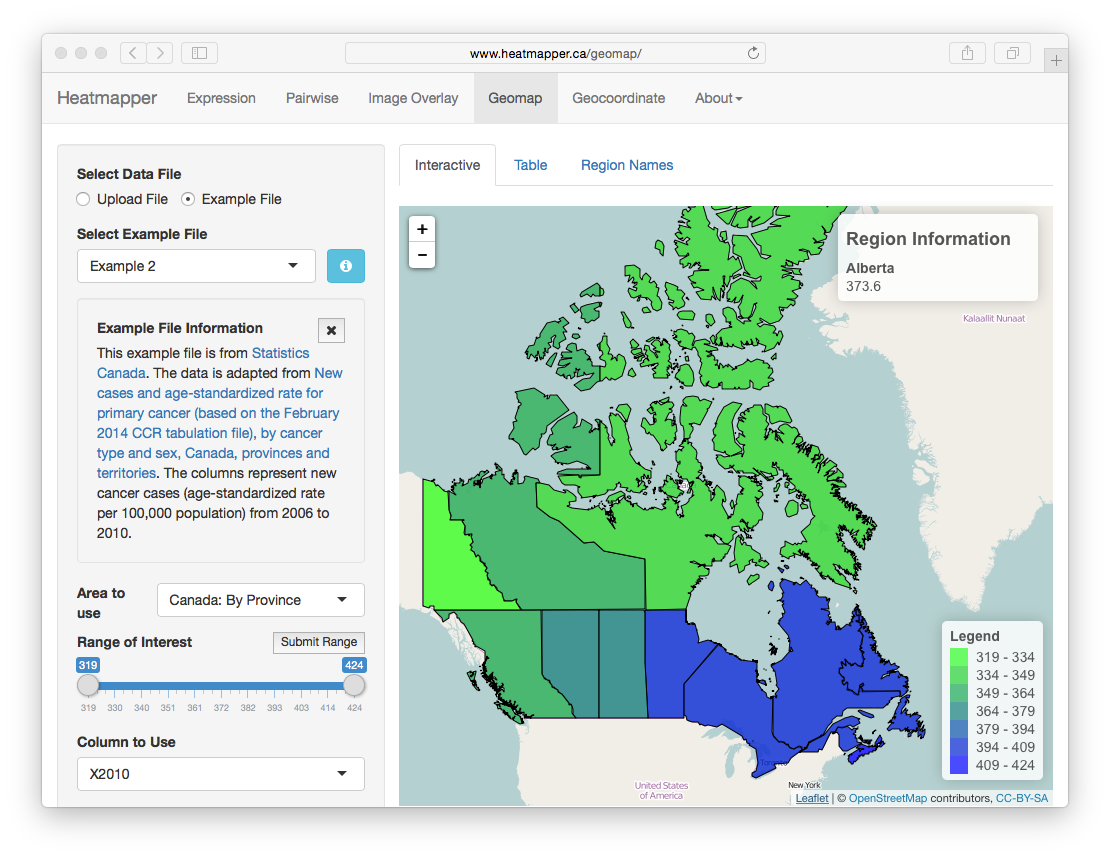 www.heatmapper.ca/geomap/
Heatmapper Expression Pairwise Image Overlay Geomap Geocoordinate About
Select Data File
Upload File Example File
Select Example File
Example 2
Example File Information
This example file is from Statistics
Canada. The data is adapted from New
cases and age-standardized rate for
primary cancer (based on the February
2014 CCR tabulation file), by cancer
type and sex, Canada, provinces and
territories. The columns represent new
cancer cases (age-standardized rate
per 100,000 population) from 2006 to
2010.
Area to
use
Canada: By Province
Range of Interest
Submit Range
319 424
319 330 340 351 361 372 382 393 403 414 424
Column to Use
X2010
Interactive Table Region Names
+
−
Region Information
Alberta
373.6
Kalaallit Nunaat
Legend
319 - 334
334 - 349
349 - 364
364 - 379
379 - 394
394 - 409
409 - 424
Toronto
New York
United States
of America
Leaflet | © OpenStreetMap contributors, CC-BY-SA